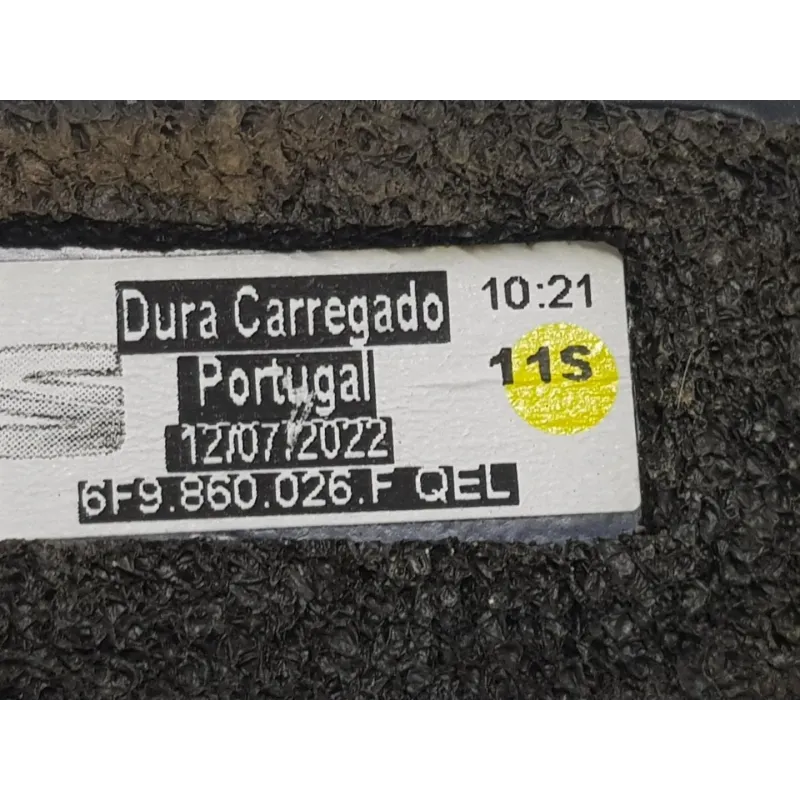 Dura Carregado
10:21
Portugal
11S
12/07/2022
6F9.860.026.F QEL